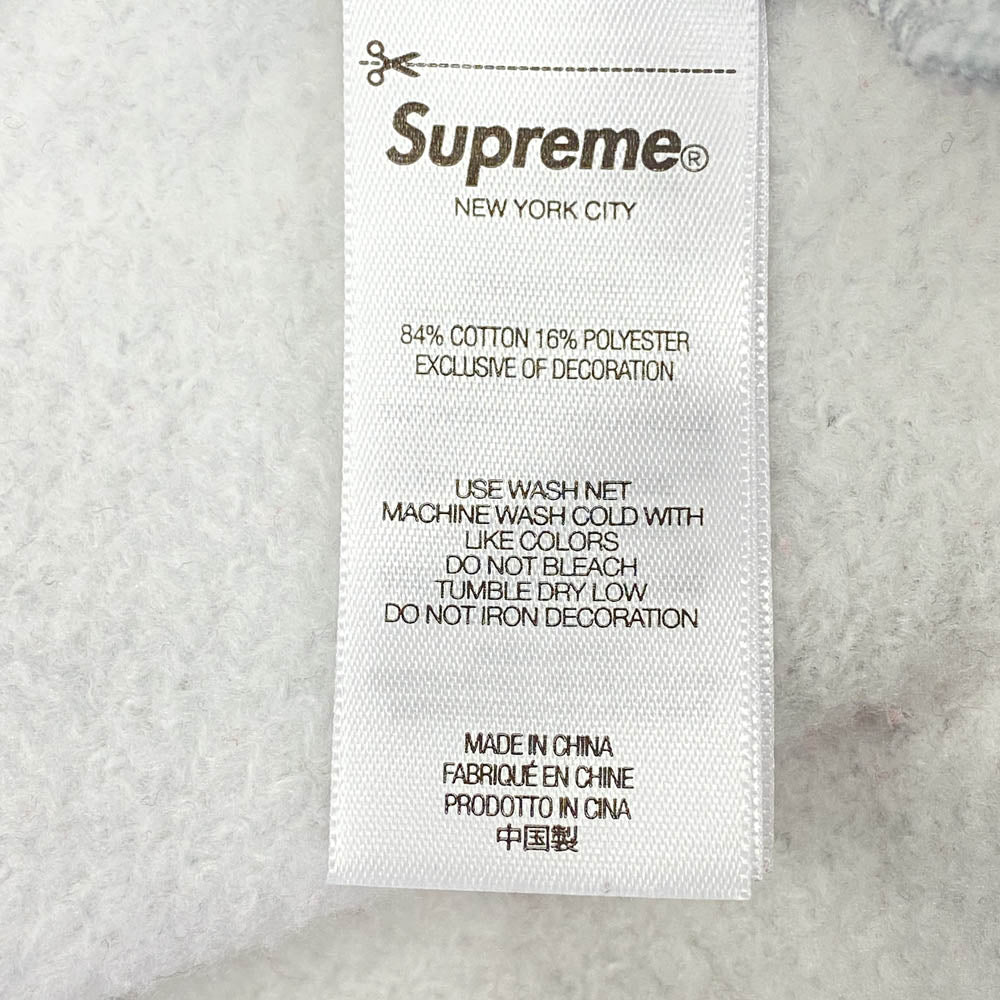 Supreme®
NEW YORK CITY
84% COTTON 16% POLYESTER
EXCLUSIVE OF DECORATION
USE WASH NET
MACHINE WASH COLD WITH
LIKE COLORS
DO NOT BLEACH
TUMBLE DRY LOW
DO NOT IRON DECORATION
MADE IN CHINA
FABRIQUÉ EN CHINE
PRODOTTO IN CINA
中国製